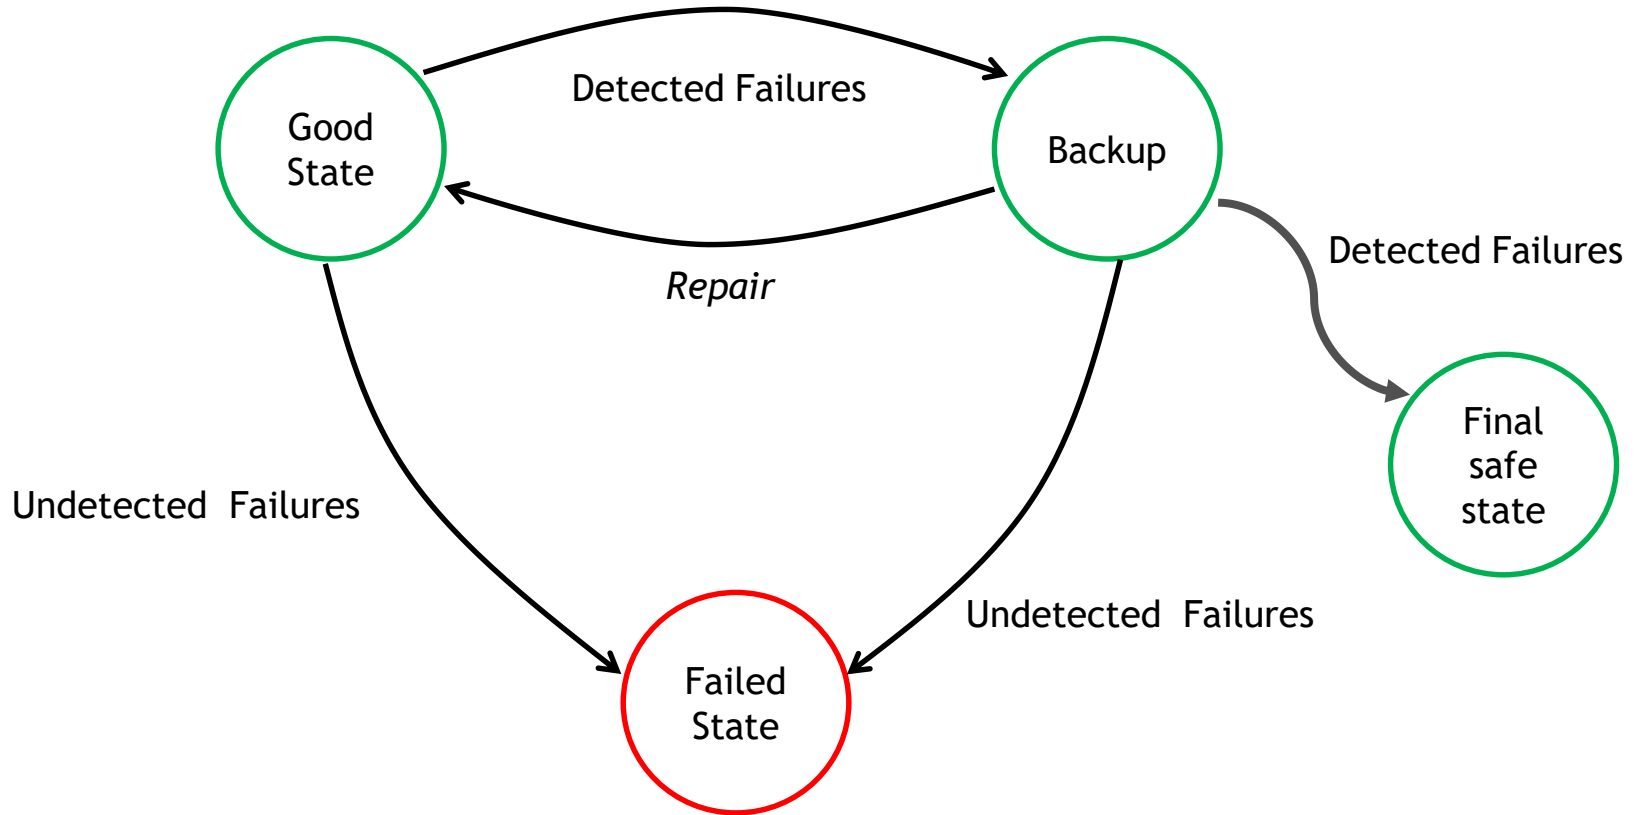 Detected Failures
Good
State
Backup
Repair
Detected Failures
Final
safe
state
Undetected  Failures
Undetected  Failures
Failed
State